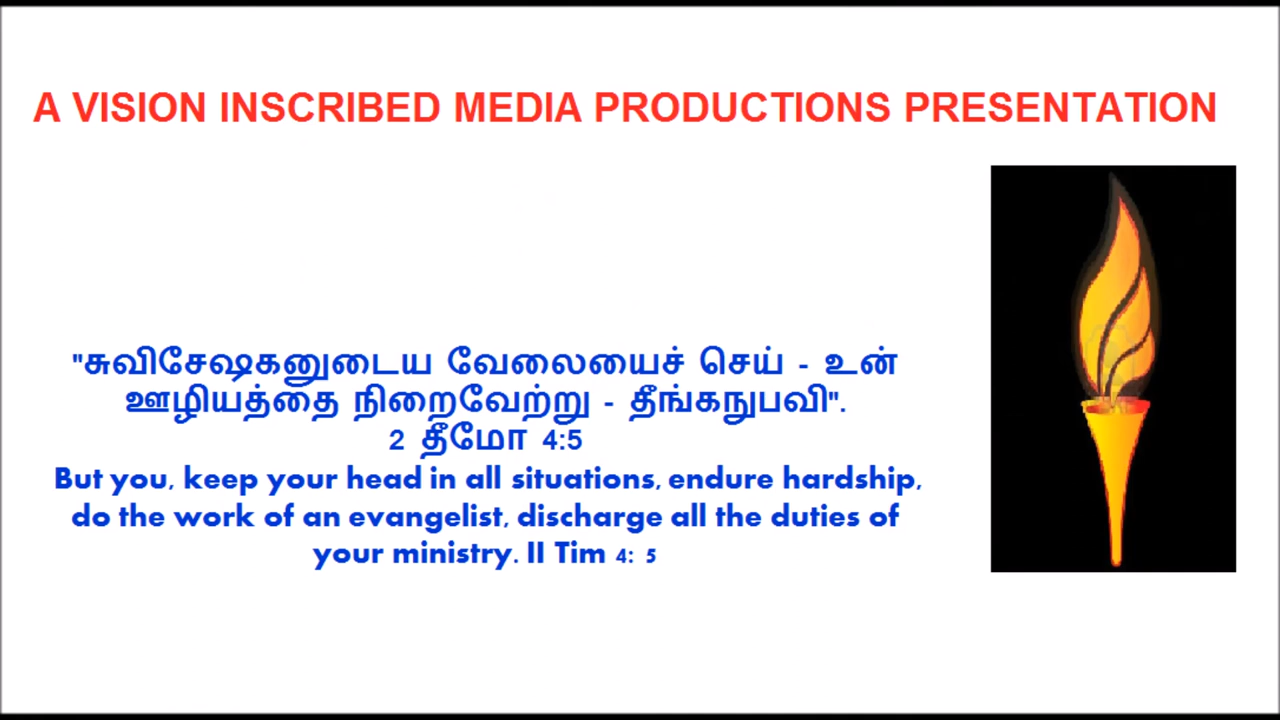 A VISION INSCRIBED MEDIA PRODUCTIONS PRESENTATION
"சுவிசேஷகனுடைய வேலையைச் செய் - உன்
ஊழியத்தை நிறைவேற்று - தீங்கநுபவி".
2 தீமோ 4:5
But you, keep your head in all situations, endure hardship,
do the work of an evangelist, discharge all the duties of
your ministry. II Tim 4: 5